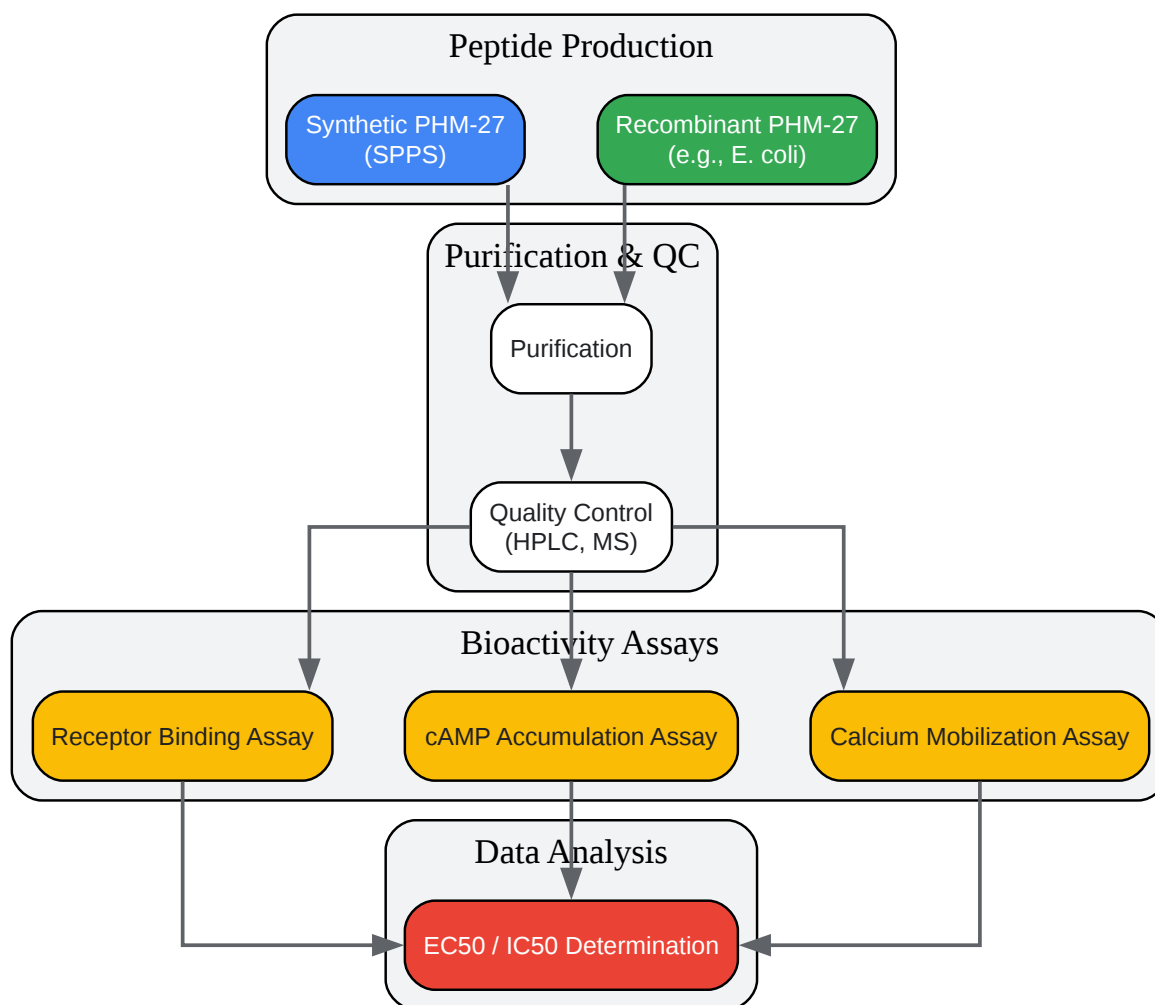 Peptide Production
Synthetic PHM-27
(SPPS)
Recombinant PHM-27
(e.g., E. coli)
Purification & QC
Purification
Quality Control
(HPLC, MS)
Bioactivity Assays
Receptor Binding Assay
cAMP Accumulation Assay
Calcium Mobilization Assay
Data Analysis
EC50 / IC50 Determination